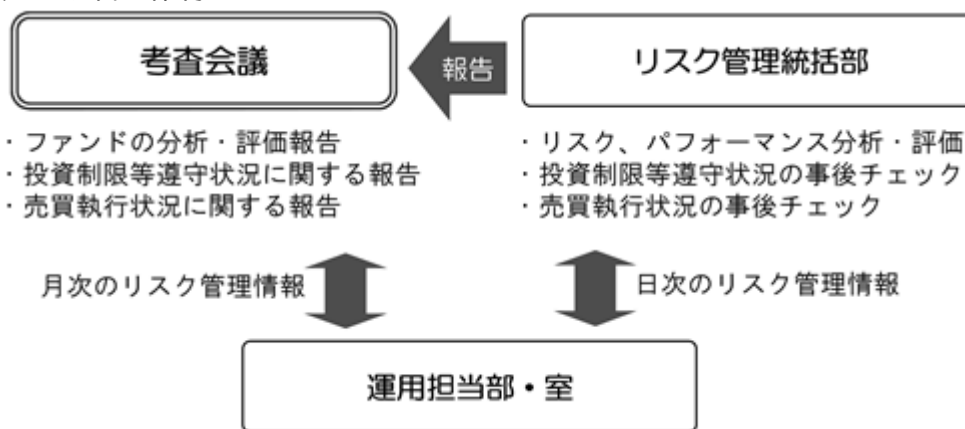 考査会議
報告
リスク管理統括部
・ファンドの分析・評価報告
・投資制限等遵守状況に関する報告
・売買執行状況に関する報告
・リスク、パフォーマンス分析・評価
・投資制限等遵守状況の事後チェック
・売買執行状況の事後チェック
月次のリスク管理情報
日次のリスク管理情報
運用担当部・室